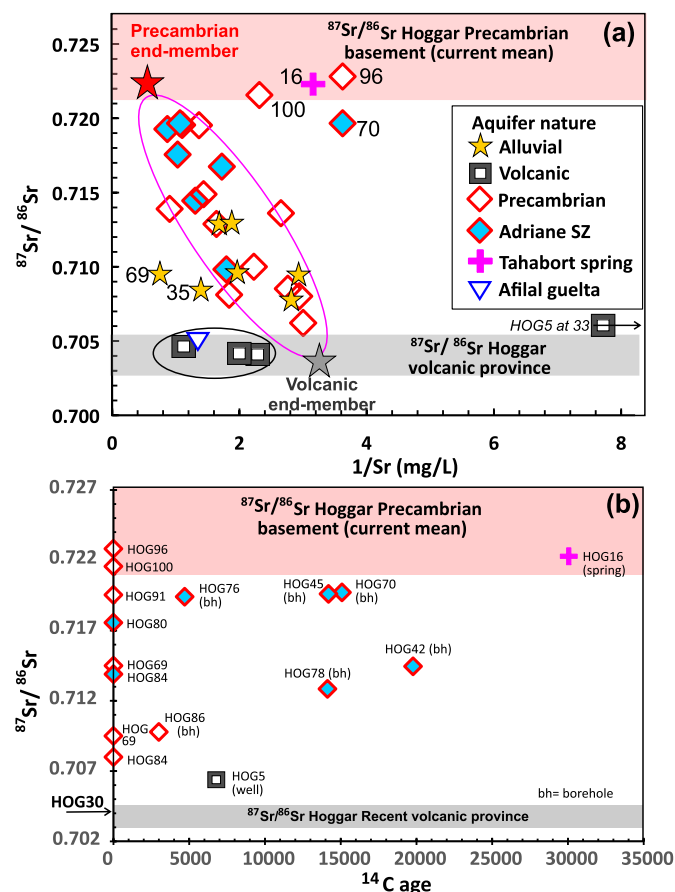 Precambrian
end-member
87Sr/86Sr Hoggar Precambrian
basement (current mean)
(a)
0.725
0.720
0.715
0.710
0.705
0.700
87Sr/ 86Sr
16
96
100
70
69
35
Aquifer nature
Alluvial
Volcanic
Precambrian
Adriane SZ
Tahabort spring
Afilal guelta
HOG5 at 33
87Sr/ 86Sr Hoggar
volcanic province
Volcanic
end-member
0
2
4
6
8
1/Sr (mg/L)
(b)
87Sr/86Sr Hoggar Precambrian
basement (current mean)
0.727
0.722
0.717
0.712
0.707
0.702
87Sr/ 86Sr
HOG96
HOG100
HOG91
HOG80
HOG69
HOG84
HOG
69
HOG84
HOG76
(bh)
HOG45
(bh)
HOG70
(bh)
HOG16
(spring)
HOG42 (bh)
HOG78 (bh)
HOG86
(bh)
HOG5
(well)
HOG30
bh= borehole
87Sr/86Sr Hoggar Recent volcanic province
0
5000
10000
15000
20000
25000
30000
35000
14C age